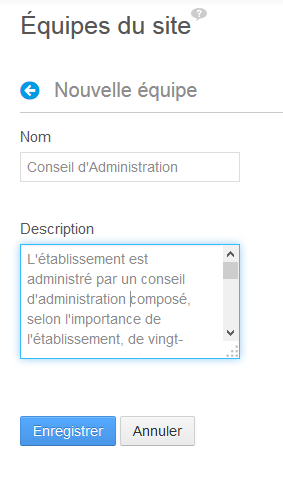 Équipes du site?
Nouvelle équipe
Nom
Conseil d'Administration
Description
L'établissement est
administré par un conseil
d'administration composé,
selon l'importance de
l'établissement, de vingt-
Enregistrer
Annuler